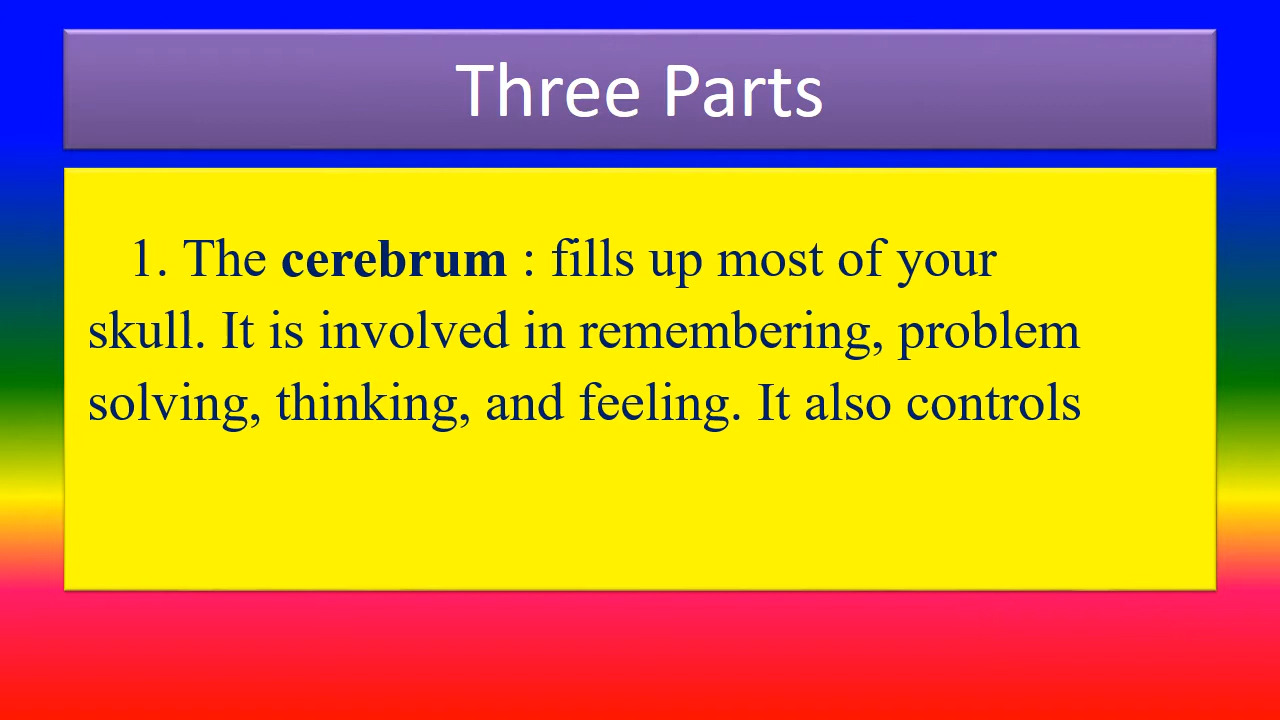 Three Parts
1. The cerebrum : fills up most of your
skull. It is involved in remembering, problem
solving, thinking, and feeling. It also controls